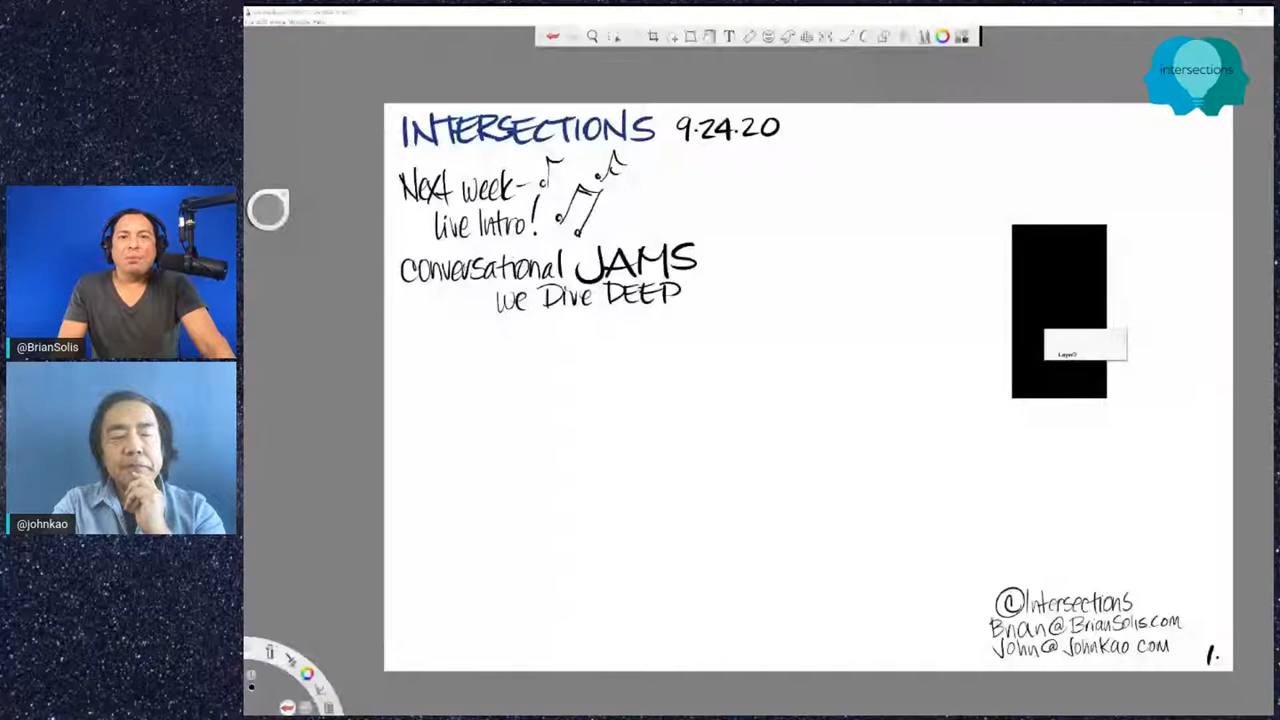 intersections
INTERSECTIONS 9.24.20
Next week-
live Intro!
conversational JAMS
we Dive DEEP
@BrianSolis
@johnkao
©Intersections
Brian@BrianSolis.com
John@JohnKao.com
1.